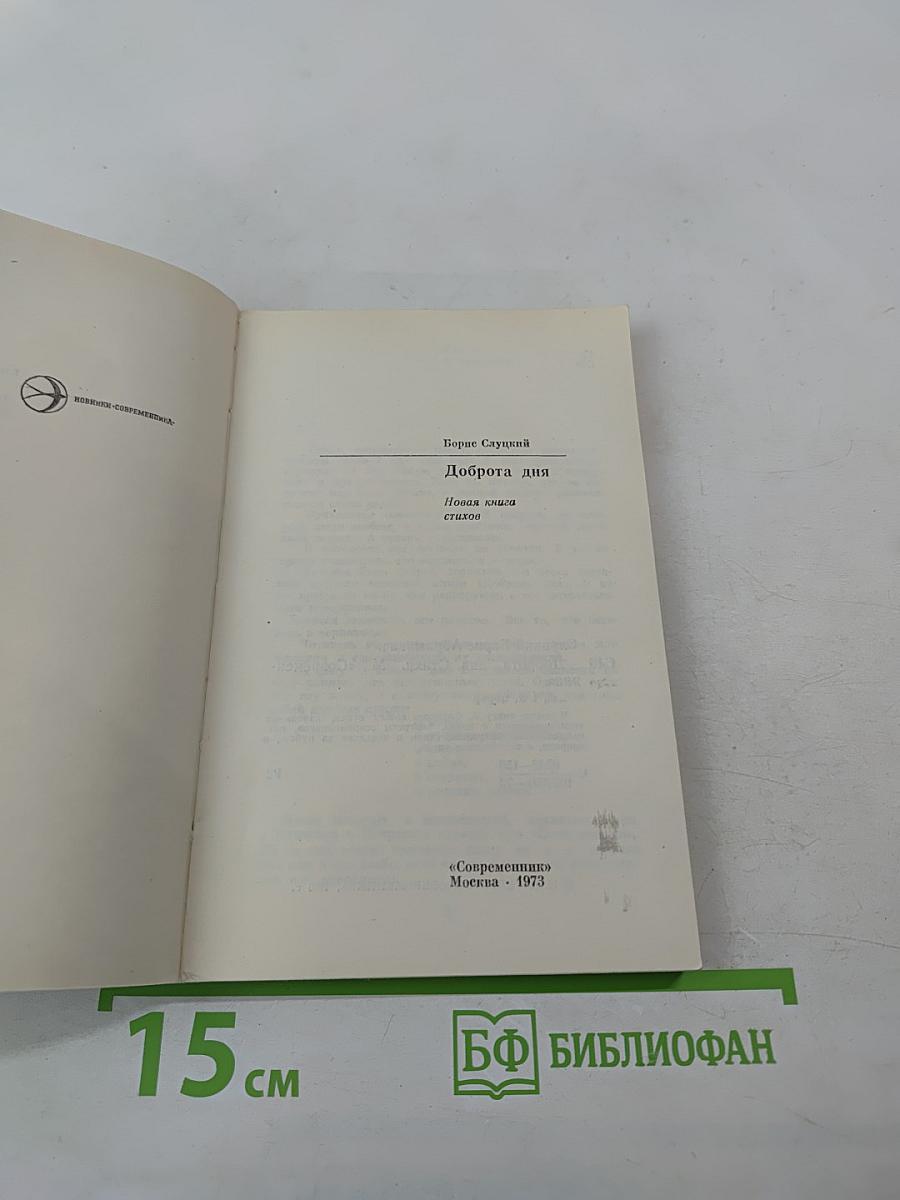 НОВИНКИ «СОВРЕМЕННИКА»
Борис Слуцкий
Доброта дня
Новая книга
стихов
«Современник»
Москва · 1973
15 см
БФ БИБЛИОФАН